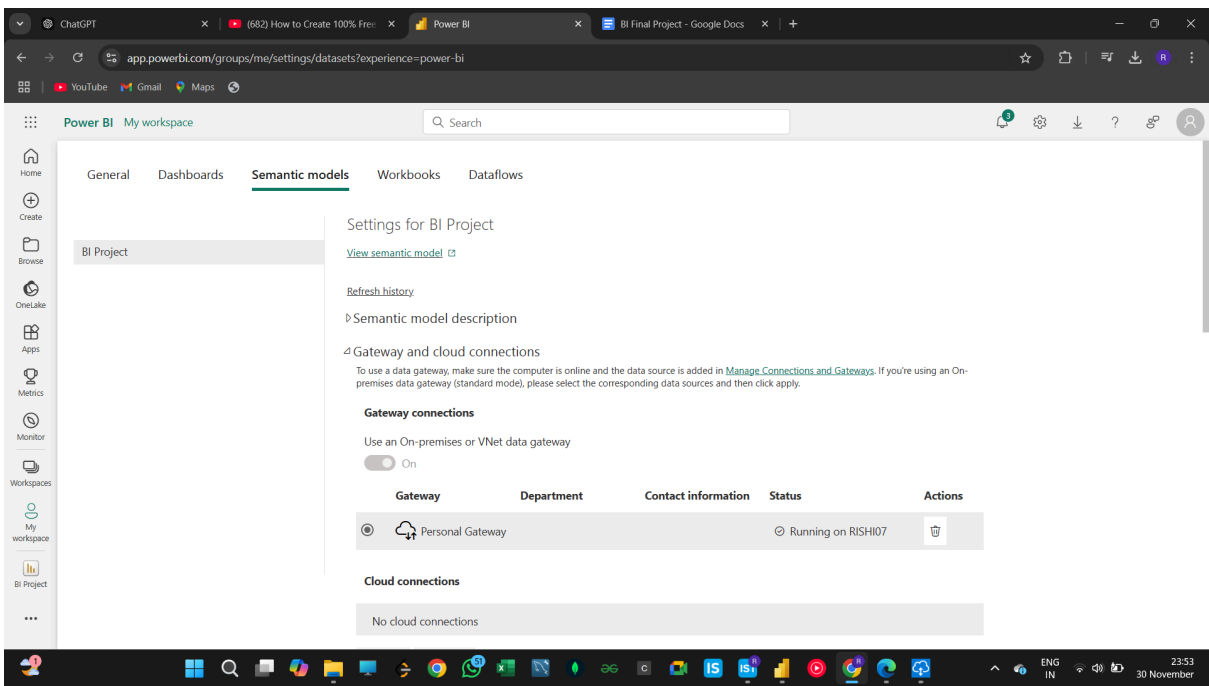 ChatGPT
(682) How to Create 100% Free
Power BI
BI Final Project - Google Docs
app.powerbi.com/groups/me/settings/datasets?experience=power-bi
R
YouTube
Gmail
Maps
Power BI My workspace
Search
3
Home
Create
Browse
OneLake
Apps
Metrics
Monitor
Workspaces
My
workspace
BI Project
General Dashboards Semantic models Workbooks Dataflows
BI Project
Settings for BI Project
View semantic model
Refresh history
Semantic model description
Gateway and cloud connections
To use a data gateway, make sure the computer is online and the data source is added in Manage Connections and Gateways. If you're using an On-
premises data gateway (standard mode), please select the corresponding data sources and then click apply.
Gateway connections
Use an On-premises or VNet data gateway
On
Gateway Department Contact information Status Actions
Personal Gateway Running on RISHI07
Cloud connections
No cloud connections
1
51
C
IS
IST
R
R
ENG
IN
23:53
30 November